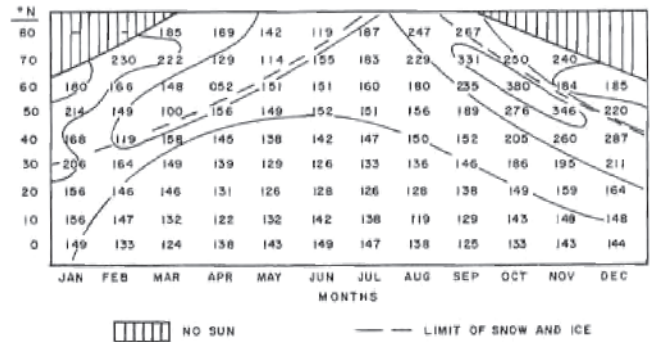 °N
80 185 169 142 119 187 247 267
70 230 222 129 114 155 183 229 331 250 240
60 180 166 148 052 151 151 160 180 235 380 184 185
50 214 149 100 156 149 152 151 156 189 276 346 220
40 168 119 158 145 138 142 147 150 152 205 260 287
30 206 164 149 139 129 126 133 136 146 186 195 211
20 156 146 146 131 126 128 126 128 138 149 159 164
10 156 147 132 122 132 142 138 119 129 143 148 148
0 149 133 124 138 143 149 147 138 125 133 143 144
JAN FEB MAR APR MAY JUN JUL AUG SEP OCT NOV DEC
MONTHS
NO SUN LIMIT OF SNOW AND ICE